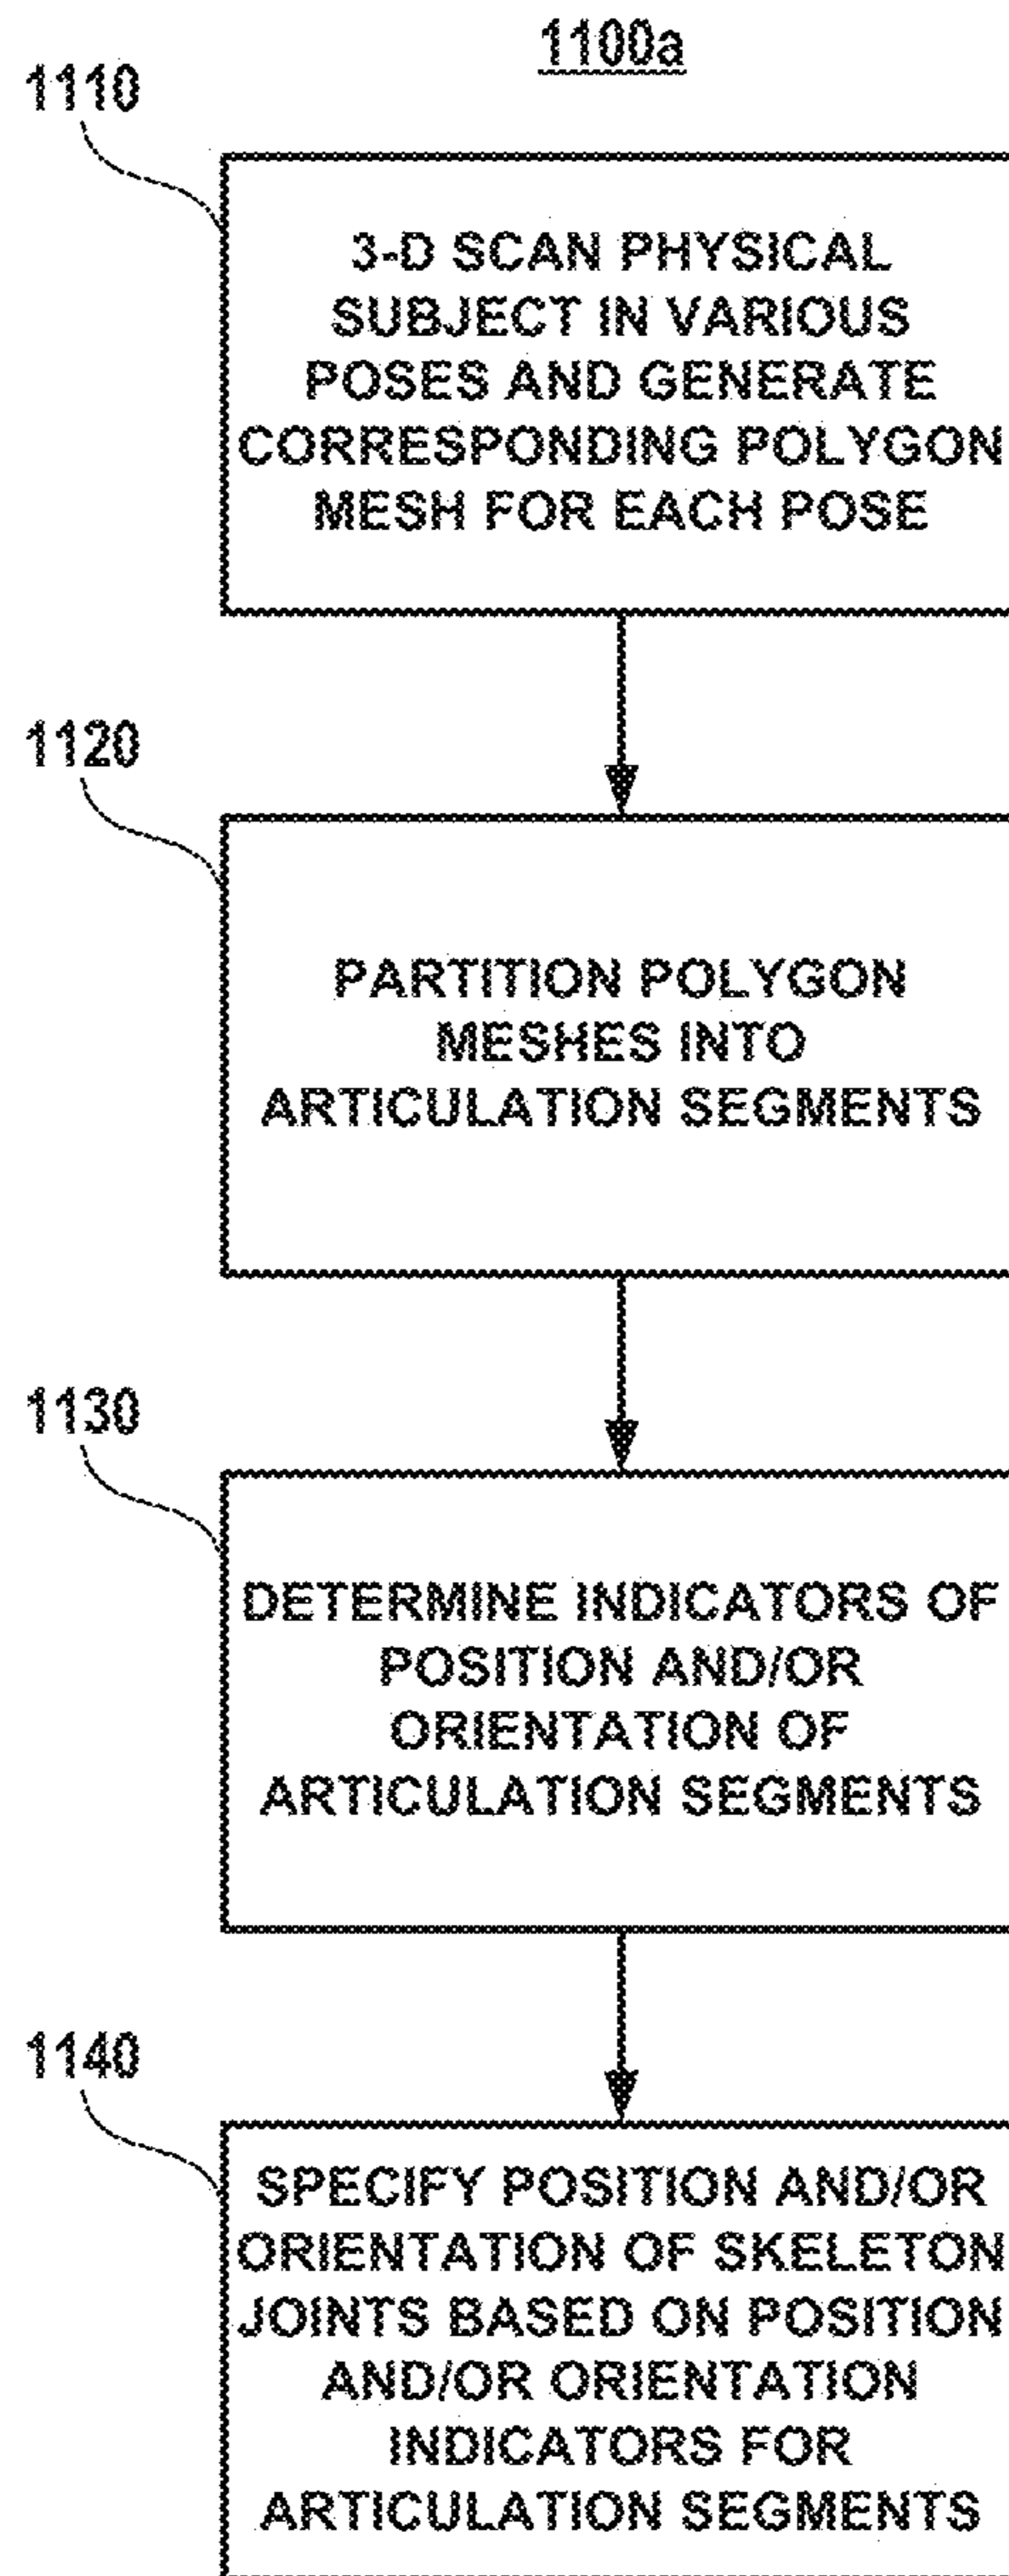 1100a
1110
3-D SCAN PHYSICAL
SUBJECT IN VARIOUS
POSES AND GENERATE
CORRESPONDING POLYGON
MESH FOR EACH POSE
1120
PARTITION POLYGON
MESHES INTO
ARTICULATION SEGMENTS
1130
DETERMINE INDICATORS OF
POSITION AND/OR
ORIENTATION OF
ARTICULATION SEGMENTS
1140
SPECIFY POSITION AND/OR
ORIENTATION OF SKELETON
JOINTS BASED ON POSITION
AND/OR ORIENTATION
INDICATORS FOR
ARTICULATION SEGMENTS